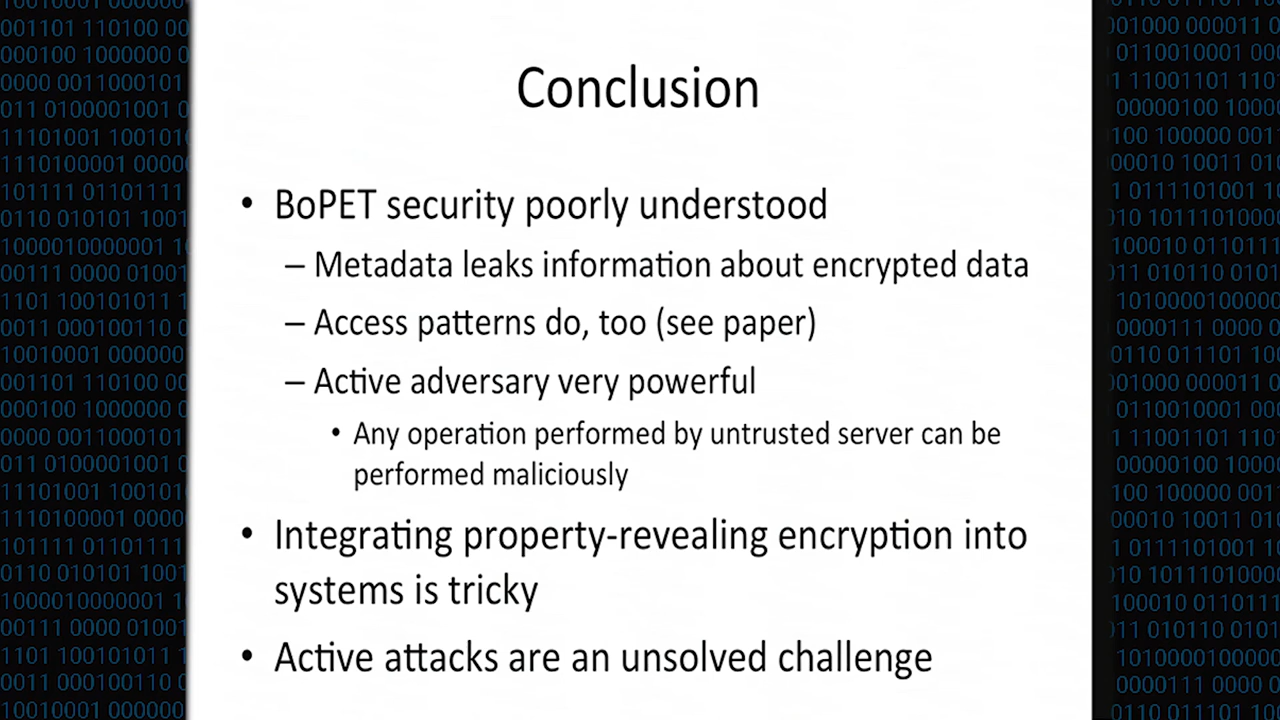 Conclusion
• BoPET security poorly understood
– Metadata leaks information about encrypted data
– Access patterns do, too (see paper)
– Active adversary very powerful
• Any operation performed by untrusted server can be
performed maliciously
• Integrating property-revealing encryption into
systems is tricky
• Active attacks are an unsolved challenge